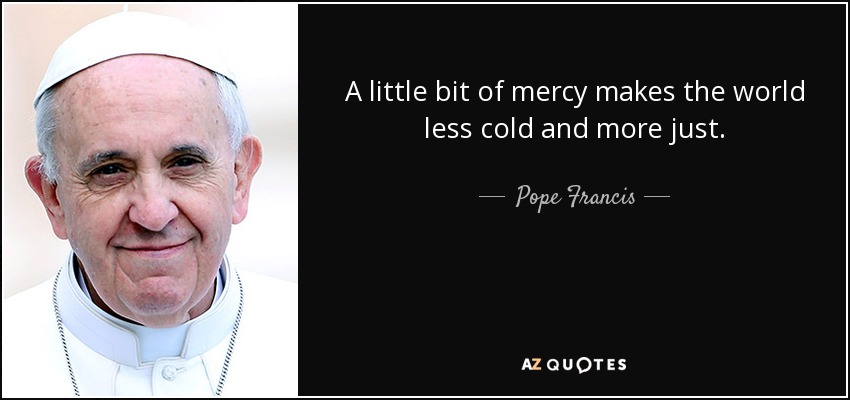 A little bit of mercy makes the world
less cold and more just.
Pope Francis
AZ QUOTES